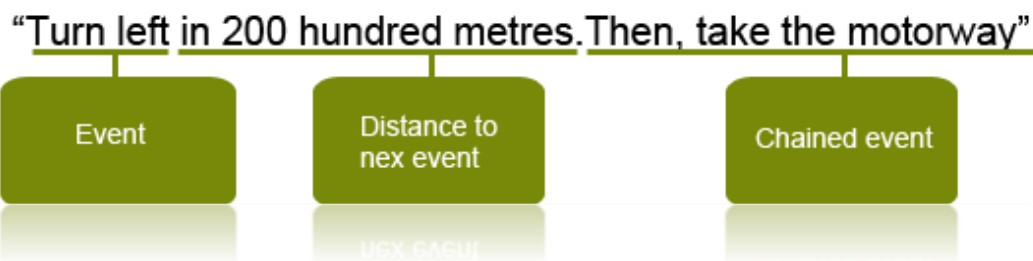 “Turn left in 200 hundred metres.Then, take the motorway”
Event
Distance to
nex event
Chained event